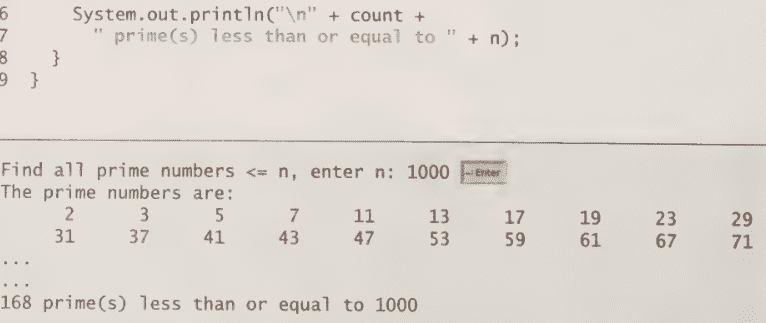 6 System.out.println("\n" + count +
7 " prime(s) less than or equal to " + n);
8 }
9 }
Find all prime numbers <= n, enter n: 1000 ↵Enter
The prime numbers are:
2 3 5 7 11 13 17 19 23 29
31 37 41 43 47 53 59 61 67 71
...
...
168 prime(s) less than or equal to 1000